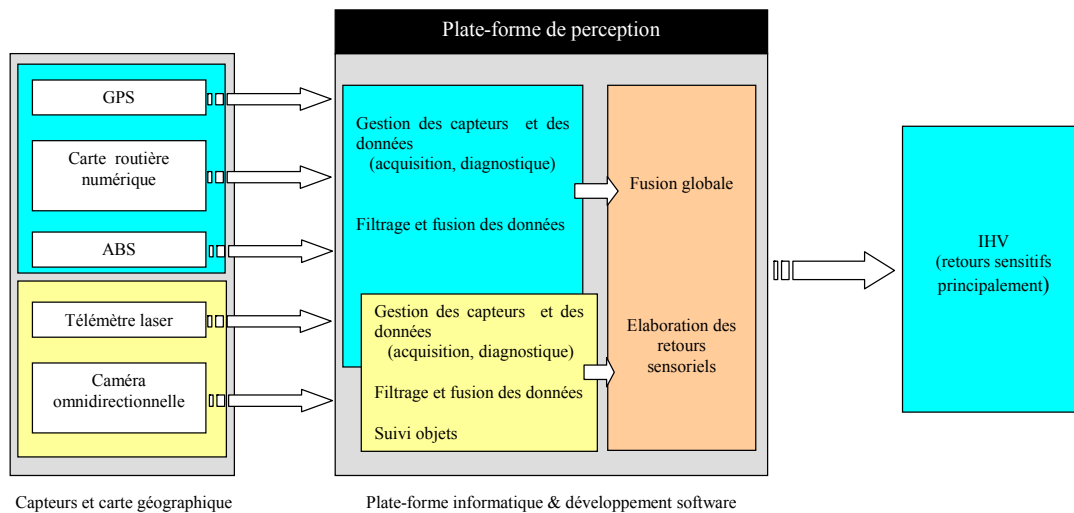 Plate-forme de perception
GPS
Carte routière
numérique
ABS
Télémètre laser
Caméra
omnidirectionnelle
Gestion des capteurs et des
données
(acquisition, diagnostique)
Filtrage et fusion des données
Gestion des capteurs et des
données
(acquisition, diagnostique)
Filtrage et fusion des données
Suivi objets
Fusion globale
Elaboration des
retours
sensoriels
IHV
(retours sensitifs
principalement)
Capteurs et carte géographique
Plate-forme informatique & développement software